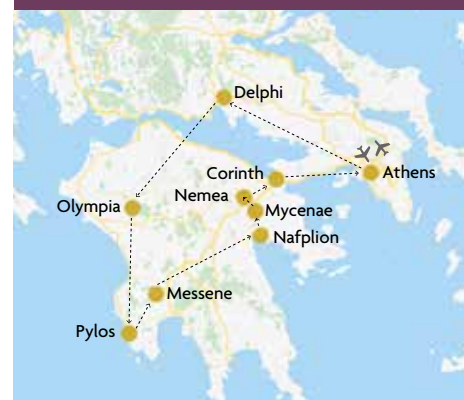 Delphi
Corinth
Athens
Nemea
Mycenae
Olympia
Nafplion
Messene
Pylos